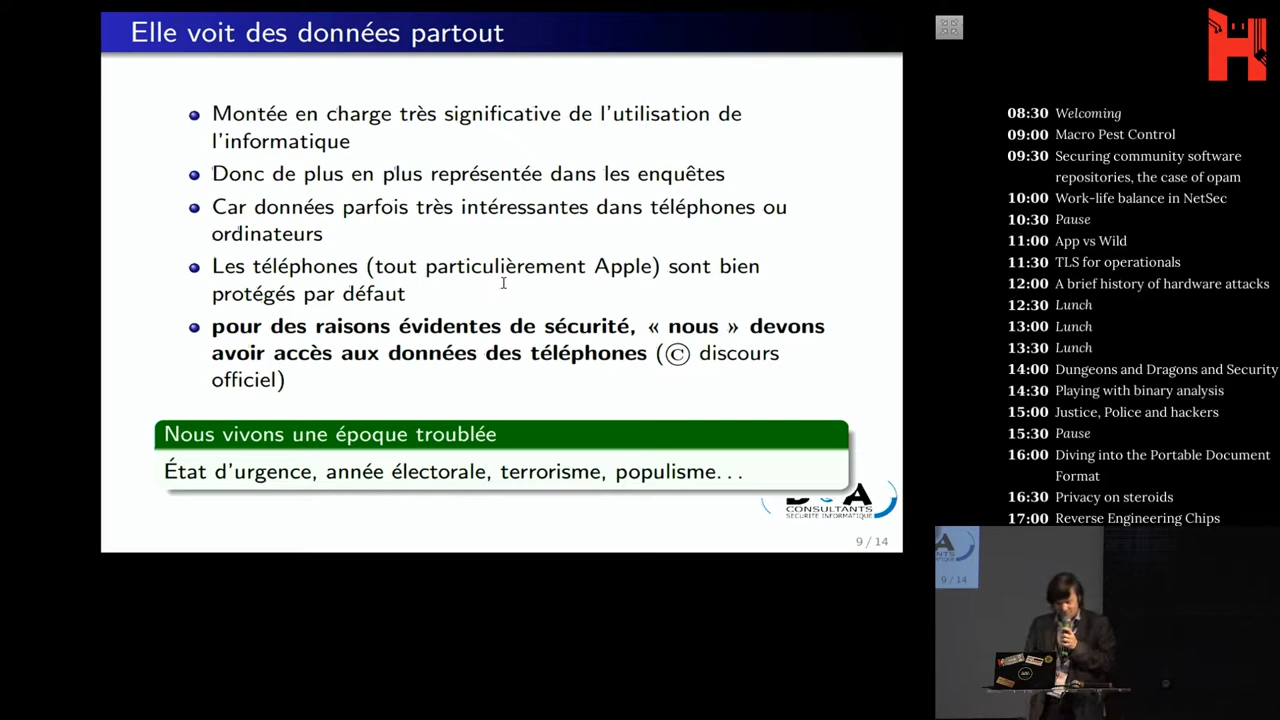 Elle voit des données partout
Montée en charge très significative de l'utilisation de
l'informatique
Donc de plus en plus représentée dans les enquêtes
Car données parfois très intéressantes dans téléphones ou
ordinateurs
Les téléphones (tout particulièrement Apple) sont bien
protégés par défaut
pour des raisons évidentes de sécurité, « nous » devons
avoir accès aux données des téléphones (© discours
officiel)
Nous vivons une époque troublée
État d'urgence, année électorale, terrorisme, populisme...
CONSULTANTS
SÉCURITÉ INFORMATIQUE
9 / 14
08:30 Welcoming
09:00 Macro Pest Control
09:30 Securing community software
repositories, the case of opam
10:00 Work-life balance in NetSec
10:30 Pause
11:00 App vs Wild
11:30 TLS for operationals
12:00 A brief history of hardware attacks
12:30 Lunch
13:00 Lunch
13:30 Lunch
14:00 Dungeons and Dragons and Security
14:30 Playing with binary analysis
15:00 Justice, Police and hackers
15:30 Pause
16:00 Diving into the Portable Document
Format
16:30 Privacy on steroids
17:00 Reverse Engineering Chips
A
NTS
9 / 14